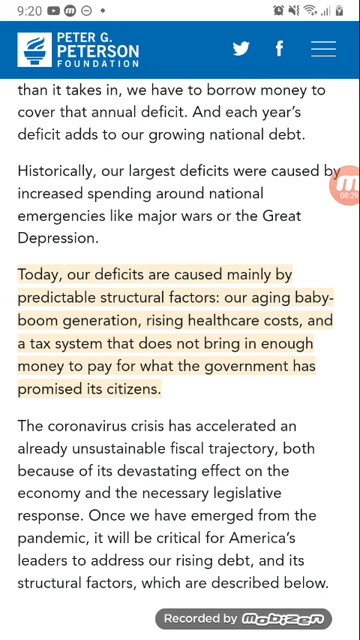 9:20
PETER G.
PETERSON
FOUNDATION
than it takes in, we have to borrow money to
cover that annual deficit. And each year's
deficit adds to our growing national debt.
Historically, our largest deficits were caused by
increased spending around national
emergencies like major wars or the Great
Depression.
08:29
Today, our deficits are caused mainly by
predictable structural factors: our aging baby-
boom generation, rising healthcare costs, and
a tax system that does not bring in enough
money to pay for what the government has
promised its citizens.
The coronavirus crisis has accelerated an
already unsustainable fiscal trajectory, both
because of its devastating effect on the
economy and the necessary legislative
response. Once we have emerged from the
pandemic, it will be critical for America's
leaders to address our rising debt, and its
structural factors, which are described below.
Recorded by mobizen